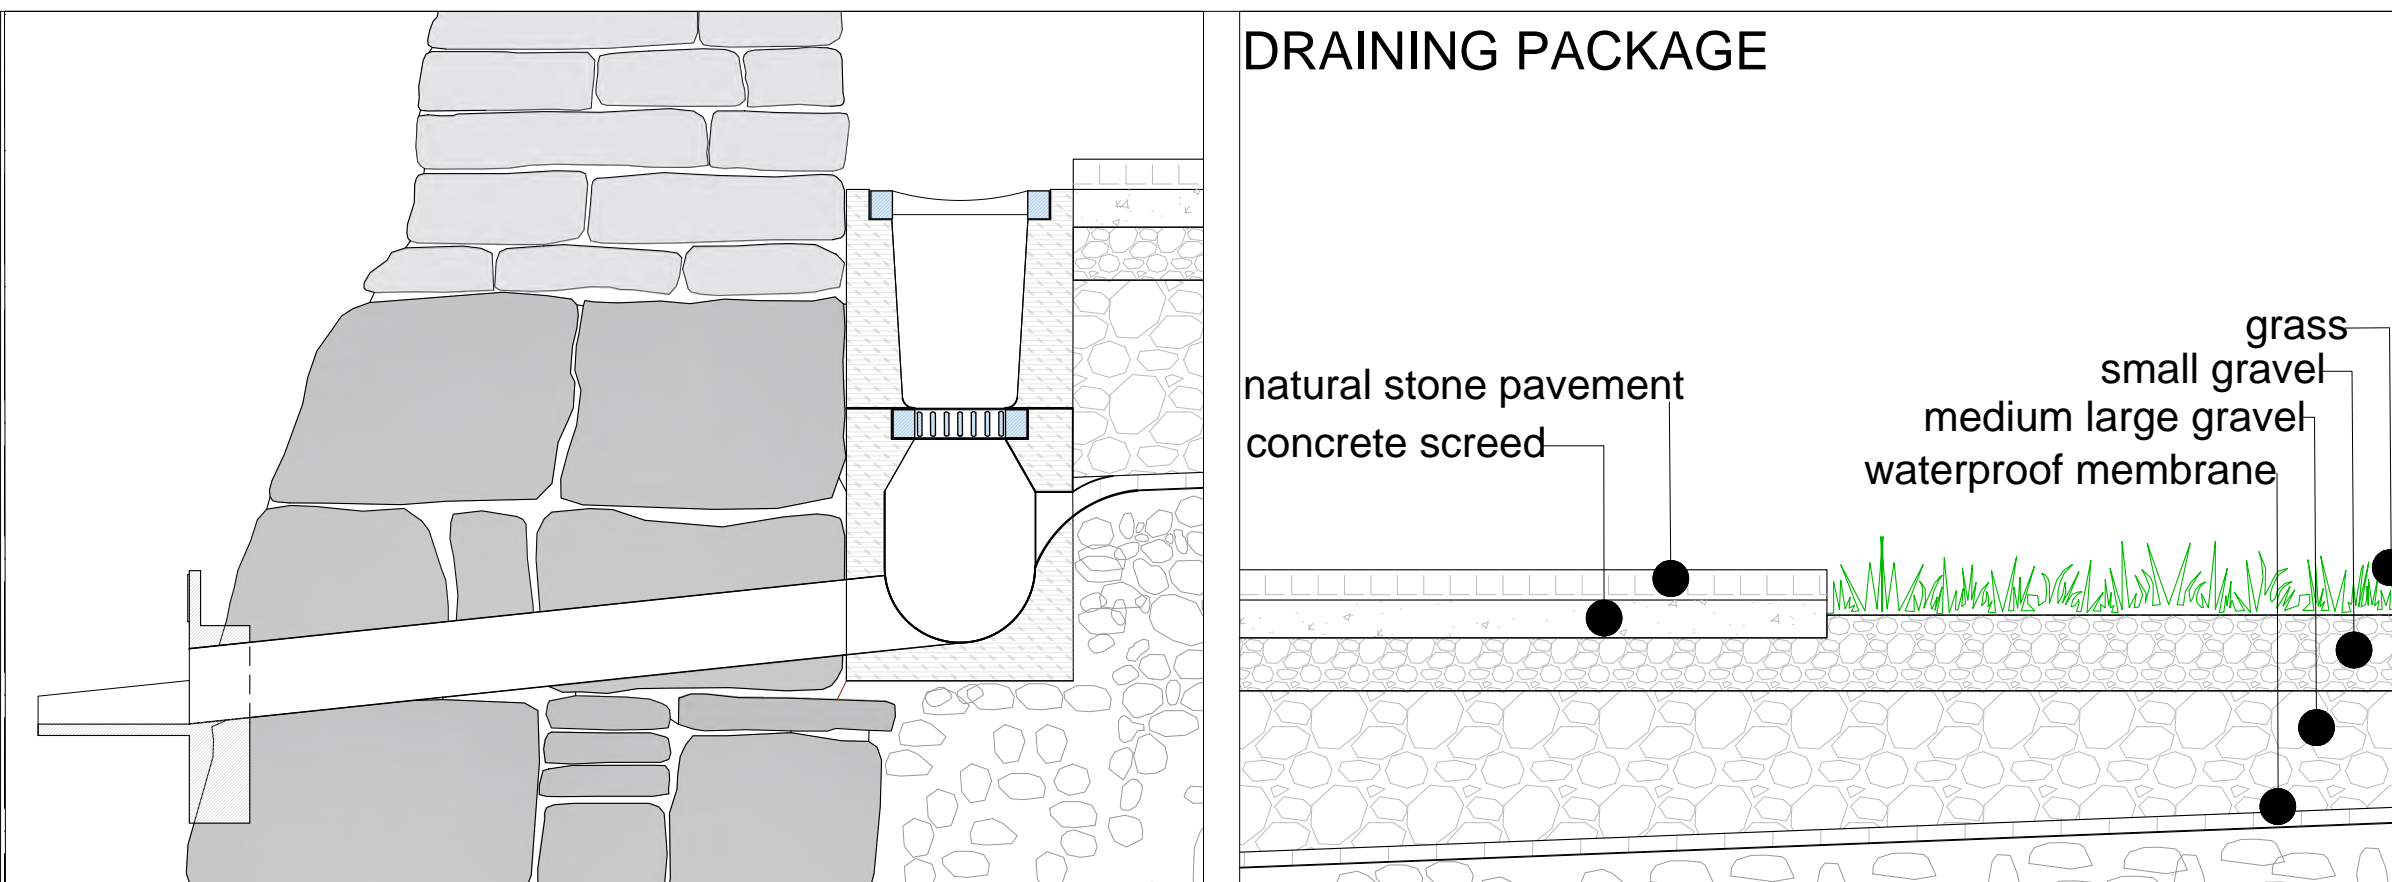 DRAINING PACKAGE
grass
small gravel
natural stone pavement
medium large gravel
concrete screed
waterproof membrane